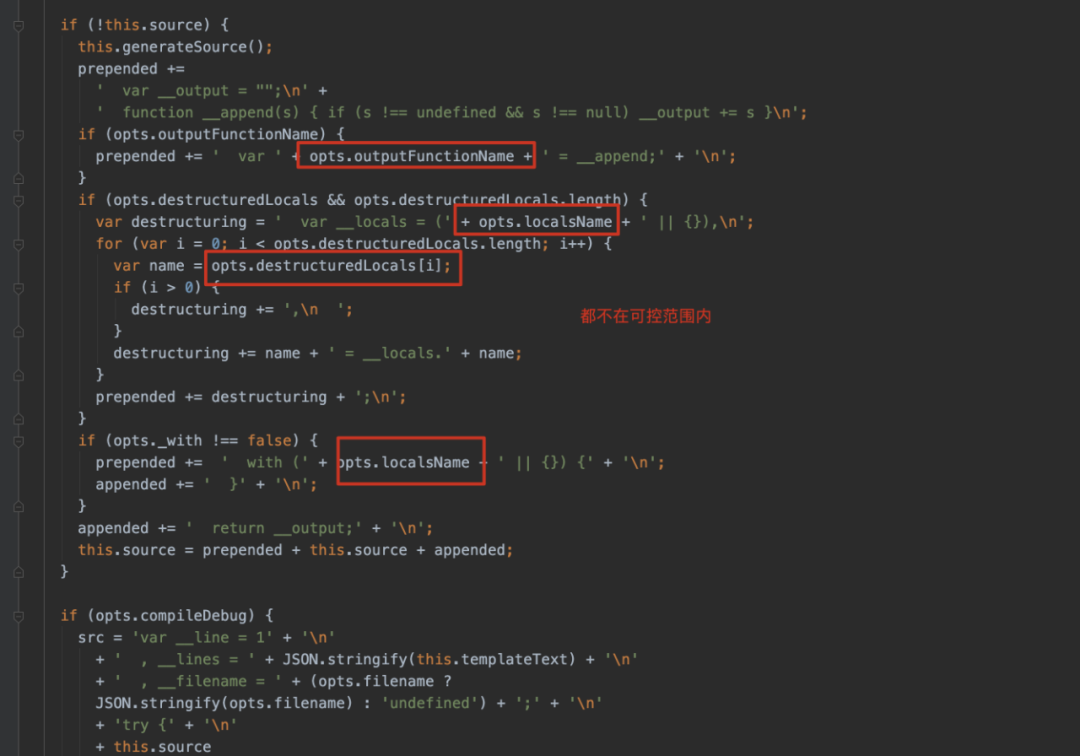 if (!this.source) {
this.generateSource();
prepended +=
' var __output = "";\n' +
' function __append(s) { if (s !== undefined && s !== null) __output += s }\n';
if (opts.outputFunctionName) {
prepended += ' var ' + opts.outputFunctionName + ' = __append;' + '\n';
}
if (opts.destructuredLocals && opts.destructuredLocals.length) {
var destructuring = ' var __locals = (' + opts.localsName + ' || {}),\n';
for (var i = 0; i < opts.destructuredLocals.length; i++) {
var name = opts.destructuredLocals[i];
if (i > 0) {
destructuring += ',\n ';
都不在可控范围内
}
destructuring += name + ' = __locals.' + name;
}
prepended += destructuring + ';\n';
}
if (opts._with !== false) {
prepended += ' with (' + opts.localsName + ' || {}) {' + '\n';
appended += ' }' + '\n';
}
appended += ' return __output;' + '\n';
this.source = prepended + this.source + appended;
}
if (opts.compileDebug) {
src = 'var __line = 1' + '\n'
+ ' , __lines = ' + JSON.stringify(this.templateText) + '\n'
+ ' , __filename = ' + (opts.filename ?
JSON.stringify(opts.filename) : 'undefined') + ';' + '\n'
+ 'try {' + '\n'
+ this.source